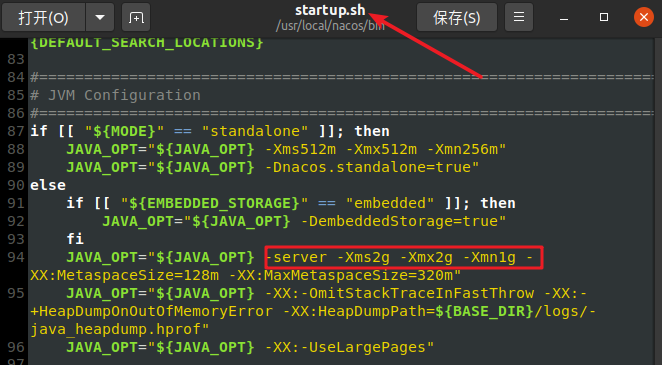 打开(O)
startup.sh
/usr/local/nacos/bin
保存(S)
{DEFAULT_SEARCH_LOCATIONS}
83
84 #=====================================================================
85 # JVM Configuration
86 #=====================================================================
87 if [[ "${MODE}" == "standalone" ]]; then
88     JAVA_OPT="${JAVA_OPT} -Xms512m -Xmx512m -Xmn256m"
89     JAVA_OPT="${JAVA_OPT} -Dnacos.standalone=true"
90 else
91     if [[ "${EMBEDDED_STORAGE}" == "embedded" ]]; then
92         JAVA_OPT="${JAVA_OPT} -DembeddedStorage=true"
93     fi
94     JAVA_OPT="${JAVA_OPT} -server -Xms2g -Xmx2g -Xmn1g -
XX:MetaspaceSize=128m -XX:MaxMetaspaceSize=320m"
95     JAVA_OPT="${JAVA_OPT} -XX:-OmitStackTraceInFastThrow -XX:-
+HeapDumpOnOutOfMemoryError -XX:HeapDumpPath=${BASE_DIR}/logs/-
java_heapdump.hprof"
96     JAVA_OPT="${JAVA_OPT} -XX:-UseLargePages"
97